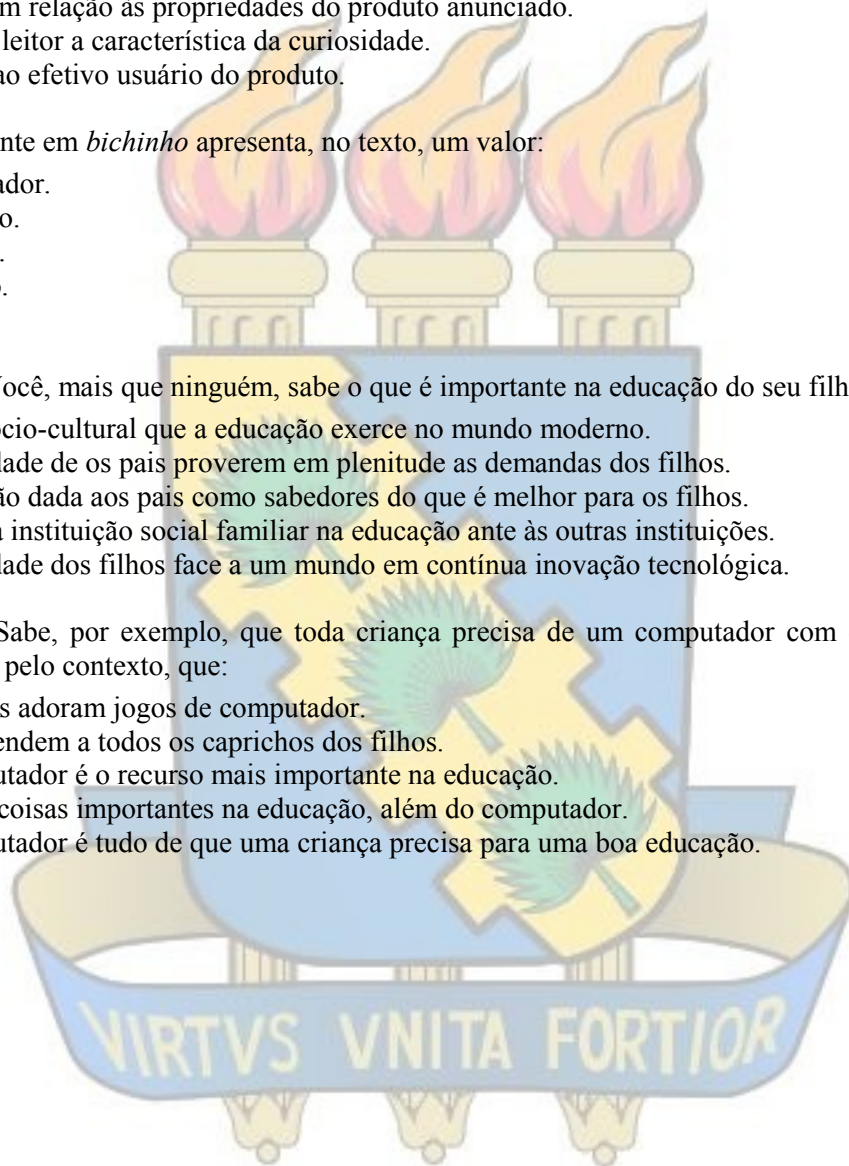 m relação às propriedades do produto anunciado.
leitor a característica da curiosidade.
ao efetivo usuário do produto.
nte em bichinho apresenta, no texto, um valor:
ador.
o.
.
o.
Você, mais que ninguém, sabe o que é importante na educação do seu filh
ócio-cultural que a educação exerce no mundo moderno.
dade de os pais proverem em plenitude as demandas dos filhos.
ão dada aos pais como sabedores do que é melhor para os filhos.
a instituição social familiar na educação ante às outras instituições.
dade dos filhos face a um mundo em contínua inovação tecnológica.
Sabe, por exemplo, que toda criança precisa de um computador com
pelo contexto, que:
s adoram jogos de computador.
endem a todos os caprichos dos filhos.
utador é o recurso mais importante na educação.
coisas importantes na educação, além do computador.
utador é tudo de que uma criança precisa para uma boa educação.
VIRTVS VNITA FORTIOR